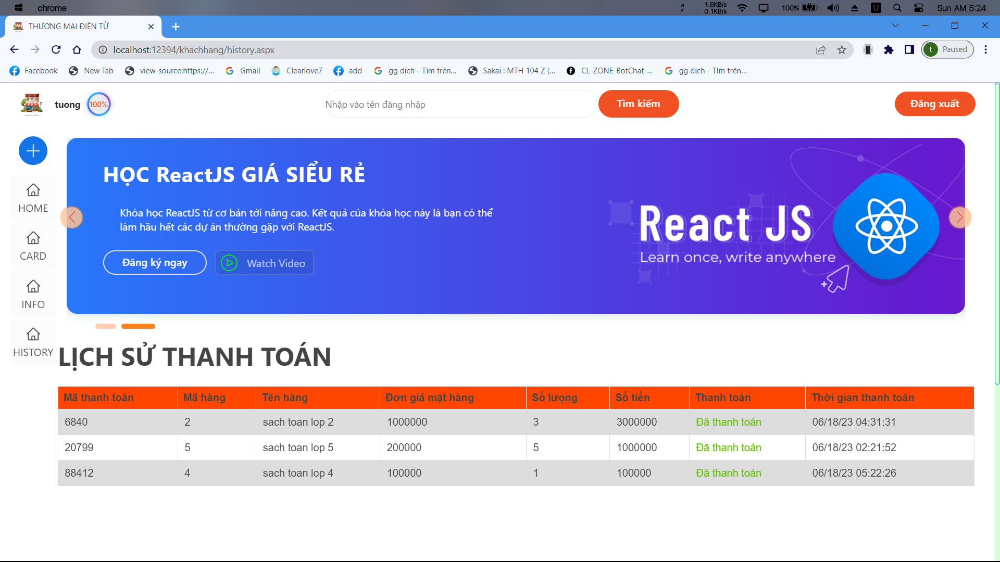 chrome
1.6KB/s
0.1KB/s
100%
U
Sun AM 5:24
THƯƠNG MẠI ĐIỆN TỬ
localhost:12394/khachhang/history.aspx
t Paused
Facebook
New Tab
view-source:https://...
Gmail
Clearlove7
add
gg dịch - Tìm trên...
Sakai : MTH 104 Z (...
CL-ZONE-BotChat-...
gg dịch - Tìm trên...
tuong
100%
Nhập vào tên đăng nhập
Tìm kiếm
Đăng xuất
HOME
CARD
INFO
HISTORY
HỌC ReactJS GIÁ SIỂU RẺ
Khóa học ReactJS từ cơ bản tới nâng cao. Kết quả của khóa học này là bạn có thể
làm hầu hết các dự án thường gặp với ReactJS.
Đăng ký ngay
Watch Video
React JS
Learn once, write anywhere
LỊCH SỬ THANH TOÁN
Mã thanh toán Mã hàng Tên hàng Đơn giá mặt hàng Số lượng Số tiền Thanh toán Thời gian thanh toán
6840 2 sach toan lop 2 1000000 3 3000000 Đã thanh toán 06/18/23 04:31:31
20799 5 sach toan lop 5 200000 5 1000000 Đã thanh toán 06/18/23 02:21:52
88412 4 sach toan lop 4 100000 1 100000 Đã thanh toán 06/18/23 05:22:26